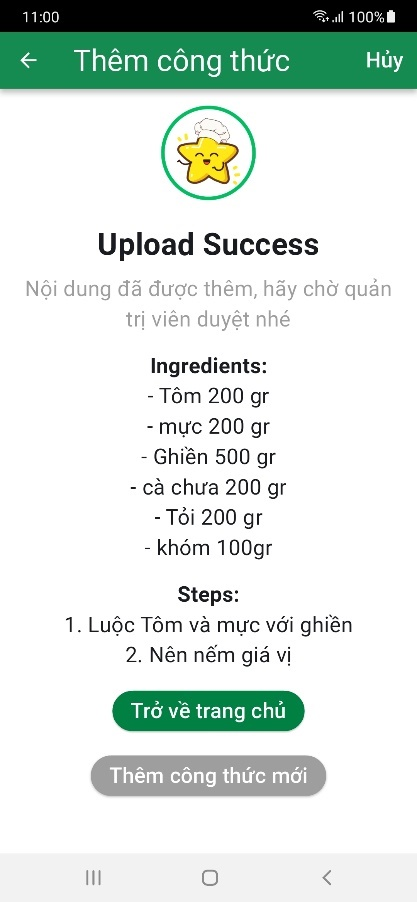 11:00
100%
Thêm công thức
Hủy
Upload Success
Nội dung đã được thêm, hãy chờ quản
trị viên duyệt nhé
Ingredients:
- Tôm 200 gr
- mực 200 gr
- Ghiền 500 gr
- cà chưa 200 gr
- Tỏi 200 gr
- khóm 100gr
Steps:
1. Luộc Tôm và mực với ghiền
2. Nên nếm giá vị
Trở về trang chủ
Thêm công thức mới